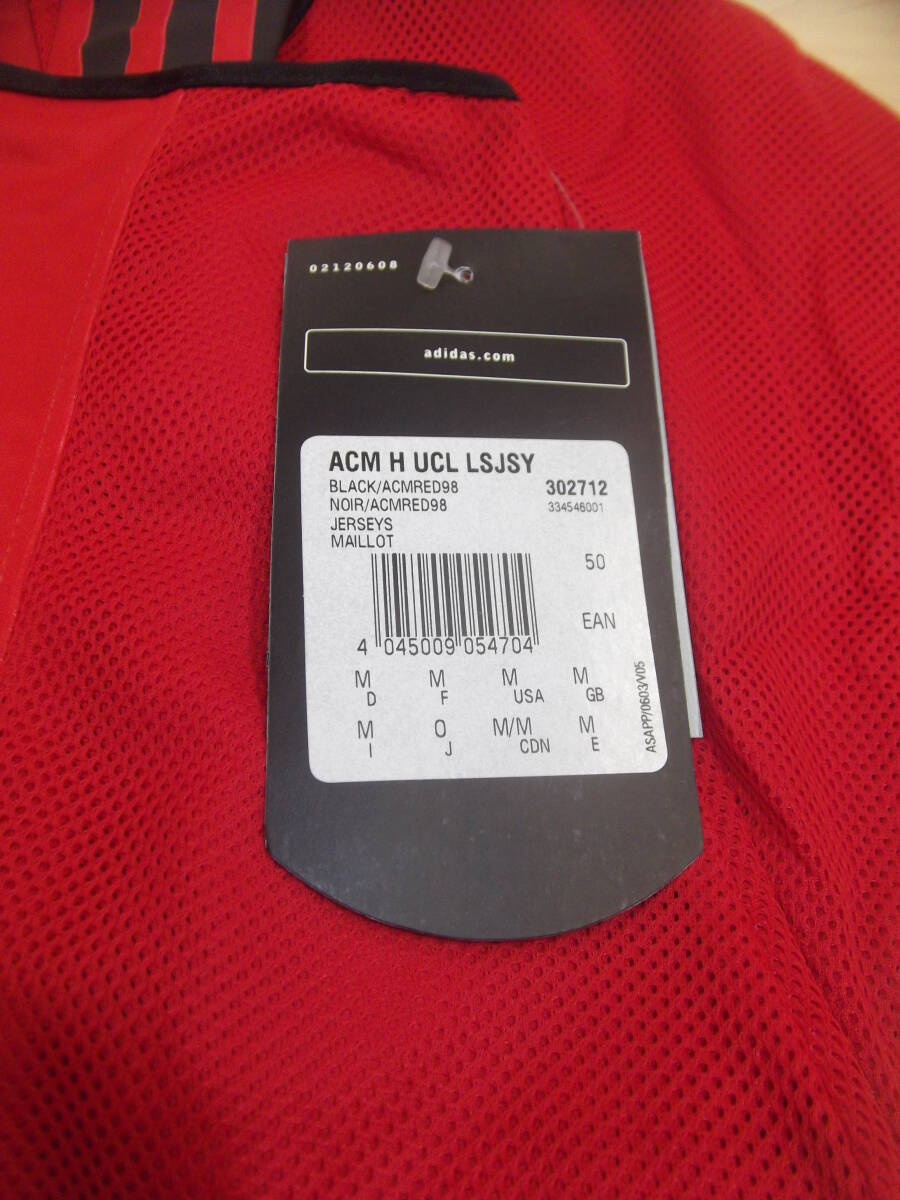 02120608
adidas.com
ACM H UCL LSJSY
BLACK/ACMRED98 302712
NOIR/ACMRED98 334546001
JERSEYS
MAILLOT
50
EAN
4 045009 054704
M M M M
D F USA GB
M O M/M M
I J CDN E
ASAPP/0603/V05